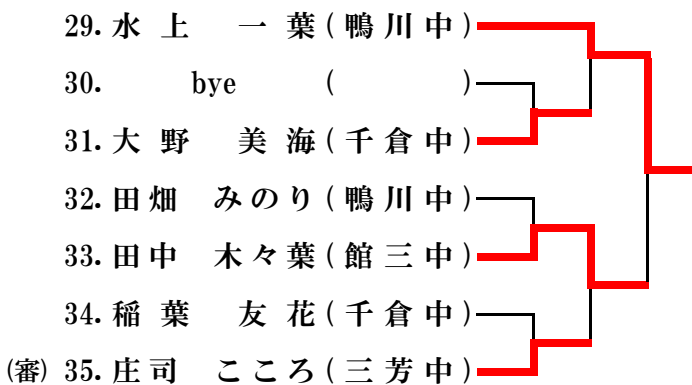 29. 水上 一葉(鴨川中)
30. bye ( )
31. 大野 美海(千倉中)
32. 田畑 みのり(鴨川中)
33. 田中 木々葉(館三中)
34. 稲葉 友花(千倉中)
(審) 35. 庄司 こころ(三芳中)